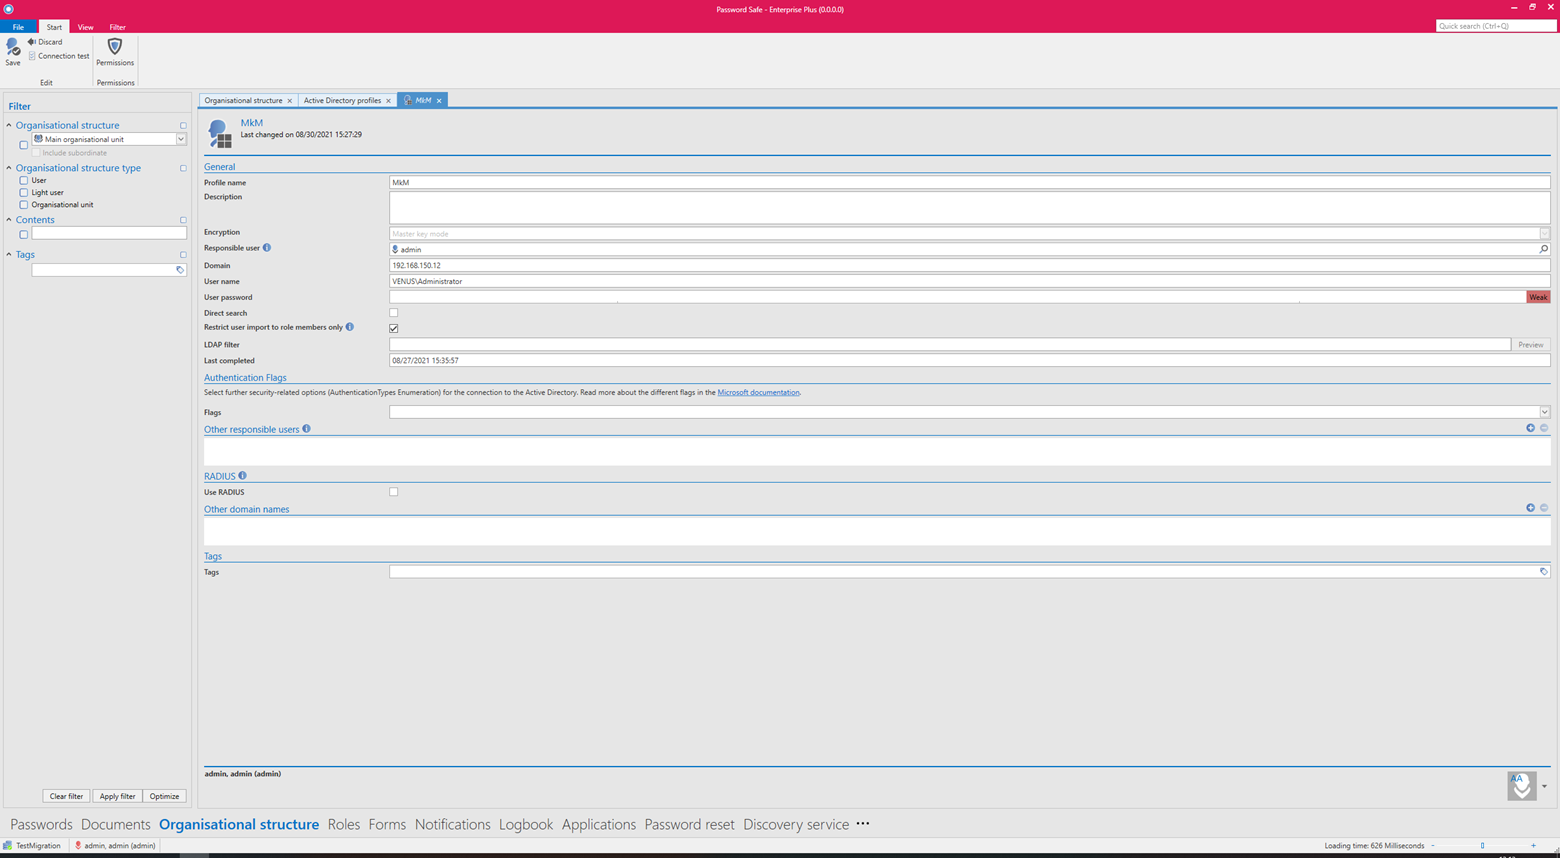 Password Safe - Enterprise Plus (0.0.0.0)
File Start View Filter
Quick search (Ctrl+Q)
Save
Discard
Connection test
Permissions
Edit
Permissions
Filter
Organisational structure
Main organisational unit
Include subordinate
Organisational structure type
User
Light user
Organisational unit
Contents
Tags
Clear filter
Apply filter
Optimize
Organisational structure
Active Directory profiles
MkM
MkM
Last changed on 08/30/2021 15:27:29
General
Profile name MkM
Description
Encryption Master key mode
Responsible user admin
Domain 192.168.150.12
User name VENUS\Administrator
User password Weak
Direct search
Restrict user import to role members only
LDAP filter Preview
Last completed 08/27/2021 15:35:57
Authentication Flags
Select further security-related options (AuthenticationTypes Enumeration) for the connection to the Active Directory. Read more about the different flags in the Microsoft documentation.
Flags
Other responsible users
RADIUS
Use RADIUS
Other domain names
Tags
Tags
admin, admin (admin)
AA
Passwords Documents Organisational structure Roles Forms Notifications Logbook Applications Password reset Discovery service
TestMigration admin, admin (admin)
Loading time: 626 Milliseconds